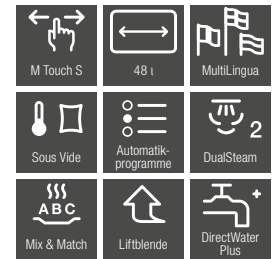 M Touch S
48 l
MultiLingua
Sous Vide
Automatik-
programme
2
DualSteam
ABC
Mix & Match
Liftblende
+
DirectWater
Plus